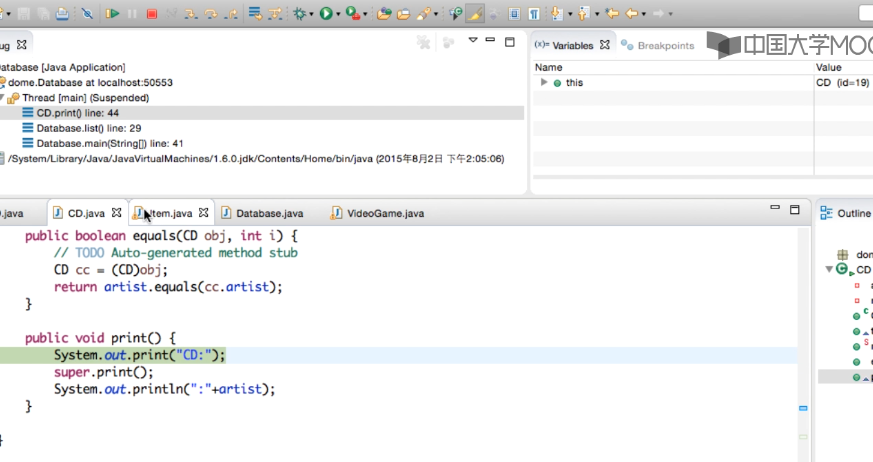 ug
Variables
Breakpoints
中国大学MOO
Name
Value
this
CD (id=19)
atabase [Java Application]
dome.Database at localhost:50553
Thread [main] (Suspended)
CD.print() line: 44
Database.list() line: 29
Database.main(String[]) line: 41
/System/Library/Java/JavaVirtualMachines/1.6.0.jdk/Contents/Home/bin/java (2015年8月2日 下午2:05:06)
.java
CD.java
Item.java
Database.java
VideoGame.java
Outline
public boolean equals(CD obj, int i) {
// TODO Auto-generated method stub
CD cc = (CD)obj;
return artist.equals(cc.artist);
}
public void print() {
System.out.print("CD:");
super.print();
System.out.println(":"+artist);
}
}
don
CD